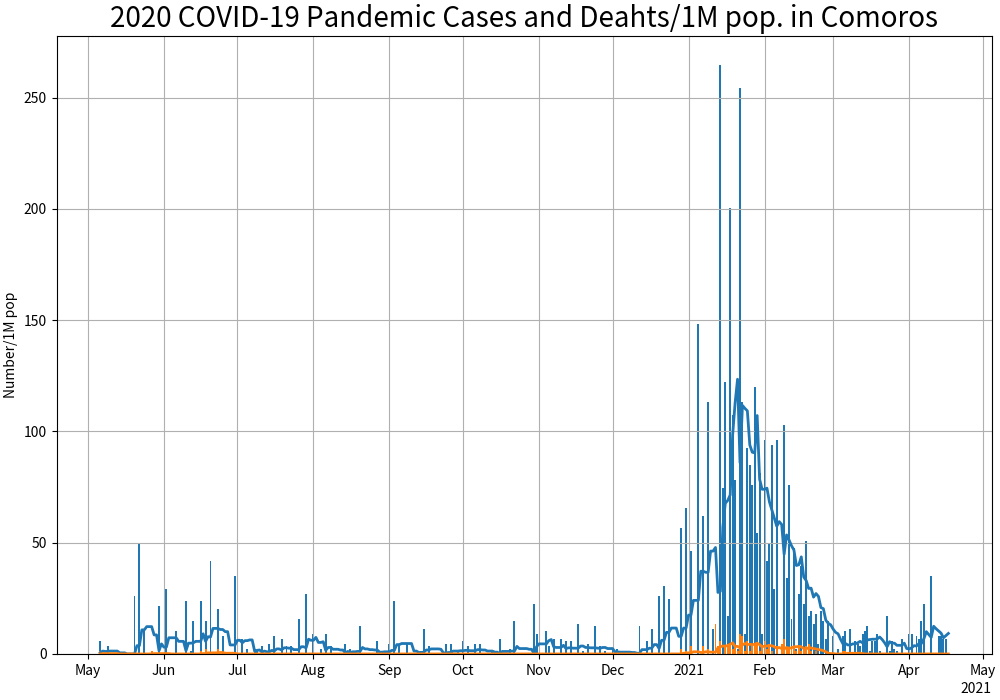 2020 COVID-19 Pandemic Cases and Deahts/1M pop. in Comoros
Number/1M pop
250
200
150
100
50
0
May Jun Jul Aug Sep Oct Nov Dec 2021 Feb Mar Apr May
2021